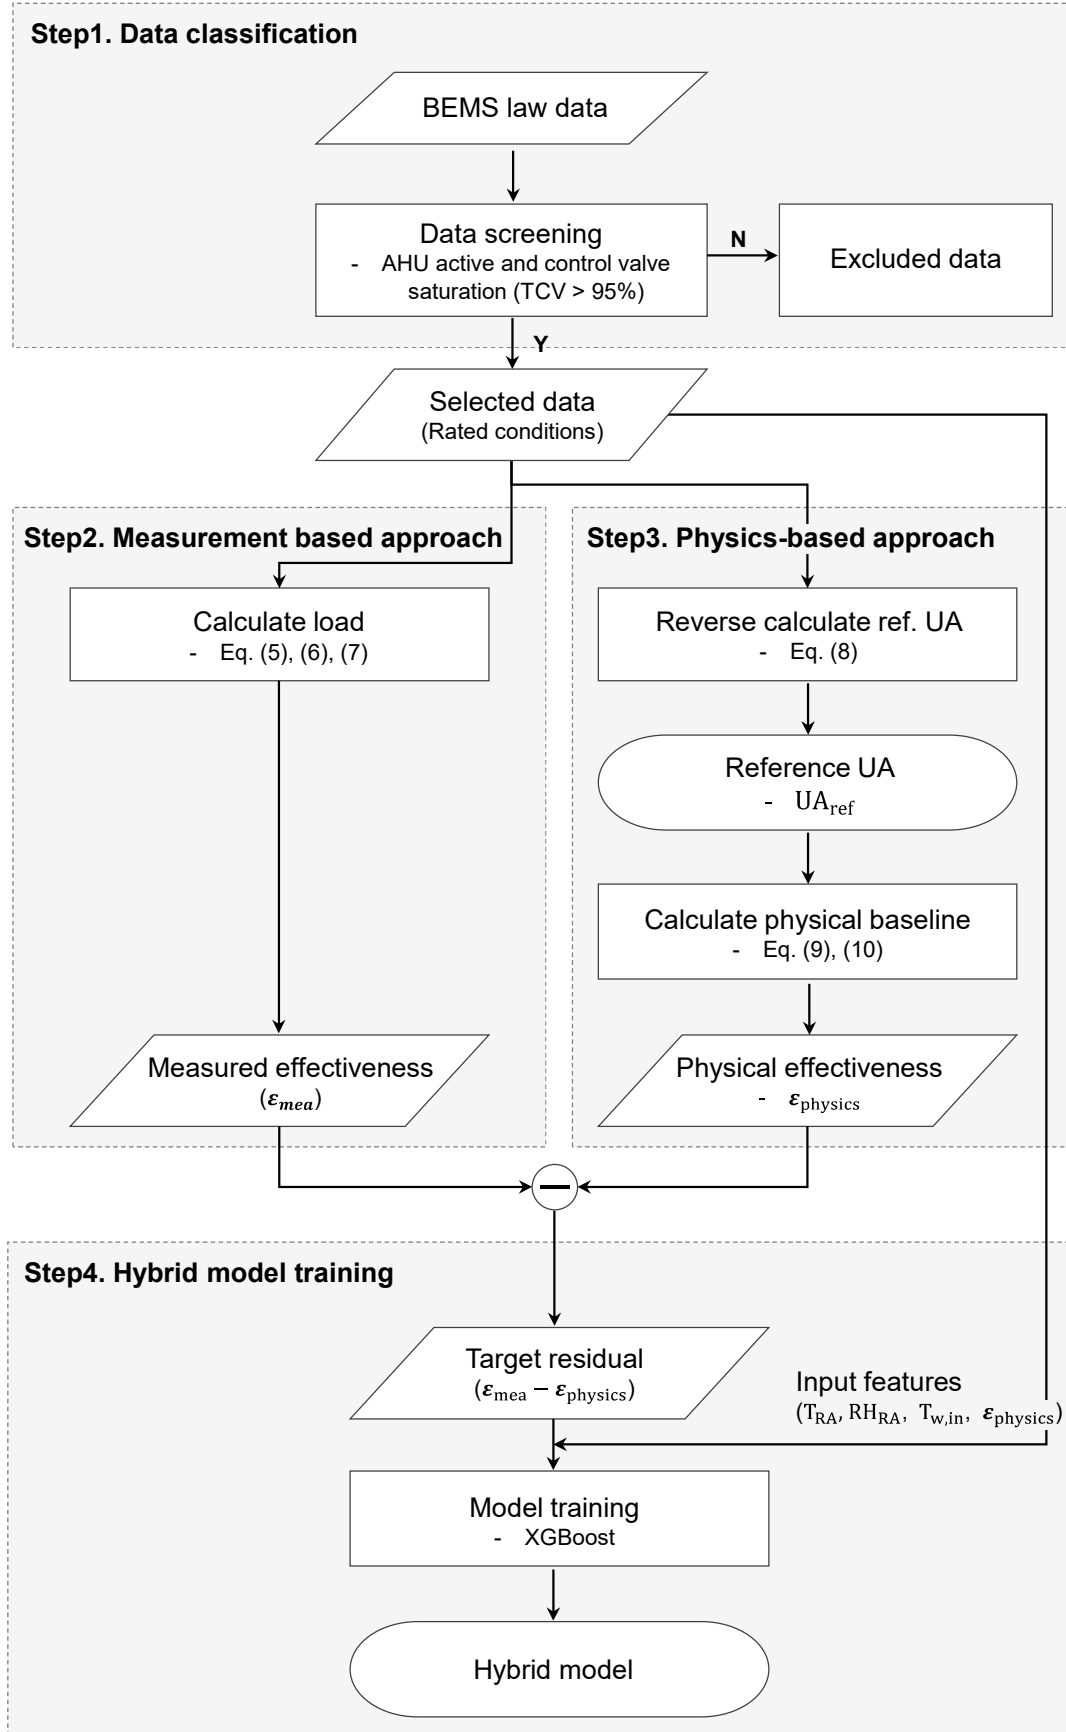 Step1. Data classification
BEMS law data
Data screening
- AHU active and control valve
saturation (TCV > 95%)
N
Excluded data
Y
Selected data
(Rated conditions)
Step2. Measurement based approach
Calculate load
- Eq. (5), (6), (7)
Measured effectiveness
(ε_mea)
Step3. Physics-based approach
Reverse calculate ref. UA
- Eq. (8)
Reference UA
- UA_ref
Calculate physical baseline
- Eq. (9), (10)
Physical effectiveness
- ε_physics
Step4. Hybrid model training
Target residual
(ε_mea − ε_physics)
Input features
(T_RA, RH_RA, T_w,in, ε_physics)
Model training
- XGBoost
Hybrid model